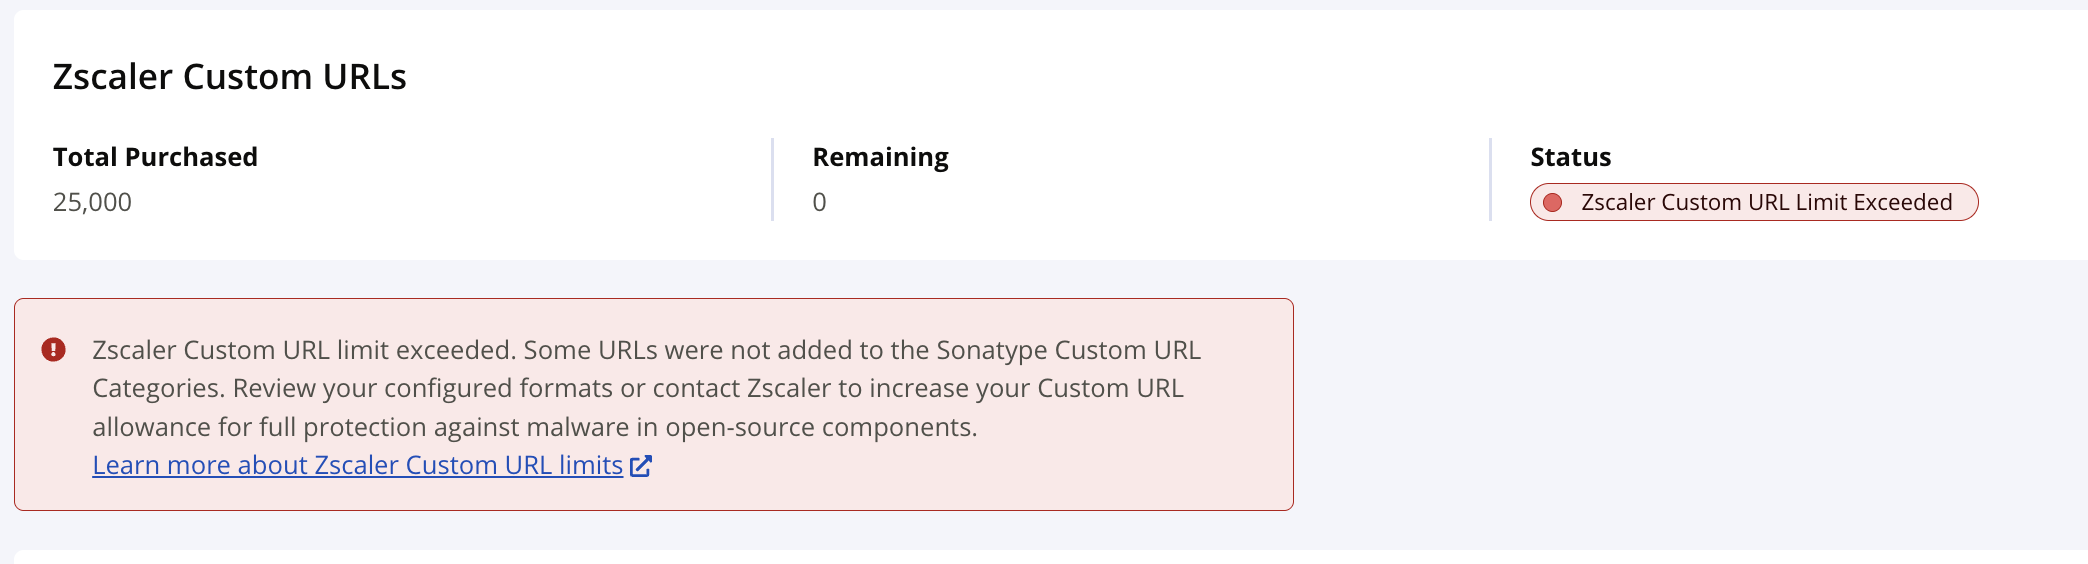 Zscaler Custom URLs
Total Purchased
25,000
Remaining
0
Status
Zscaler Custom URL Limit Exceeded
Zscaler Custom URL limit exceeded. Some URLs were not added to the Sonatype Custom URL
Categories. Review your configured formats or contact Zscaler to increase your Custom URL
allowance for full protection against malware in open-source components.
Learn more about Zscaler Custom URL limits